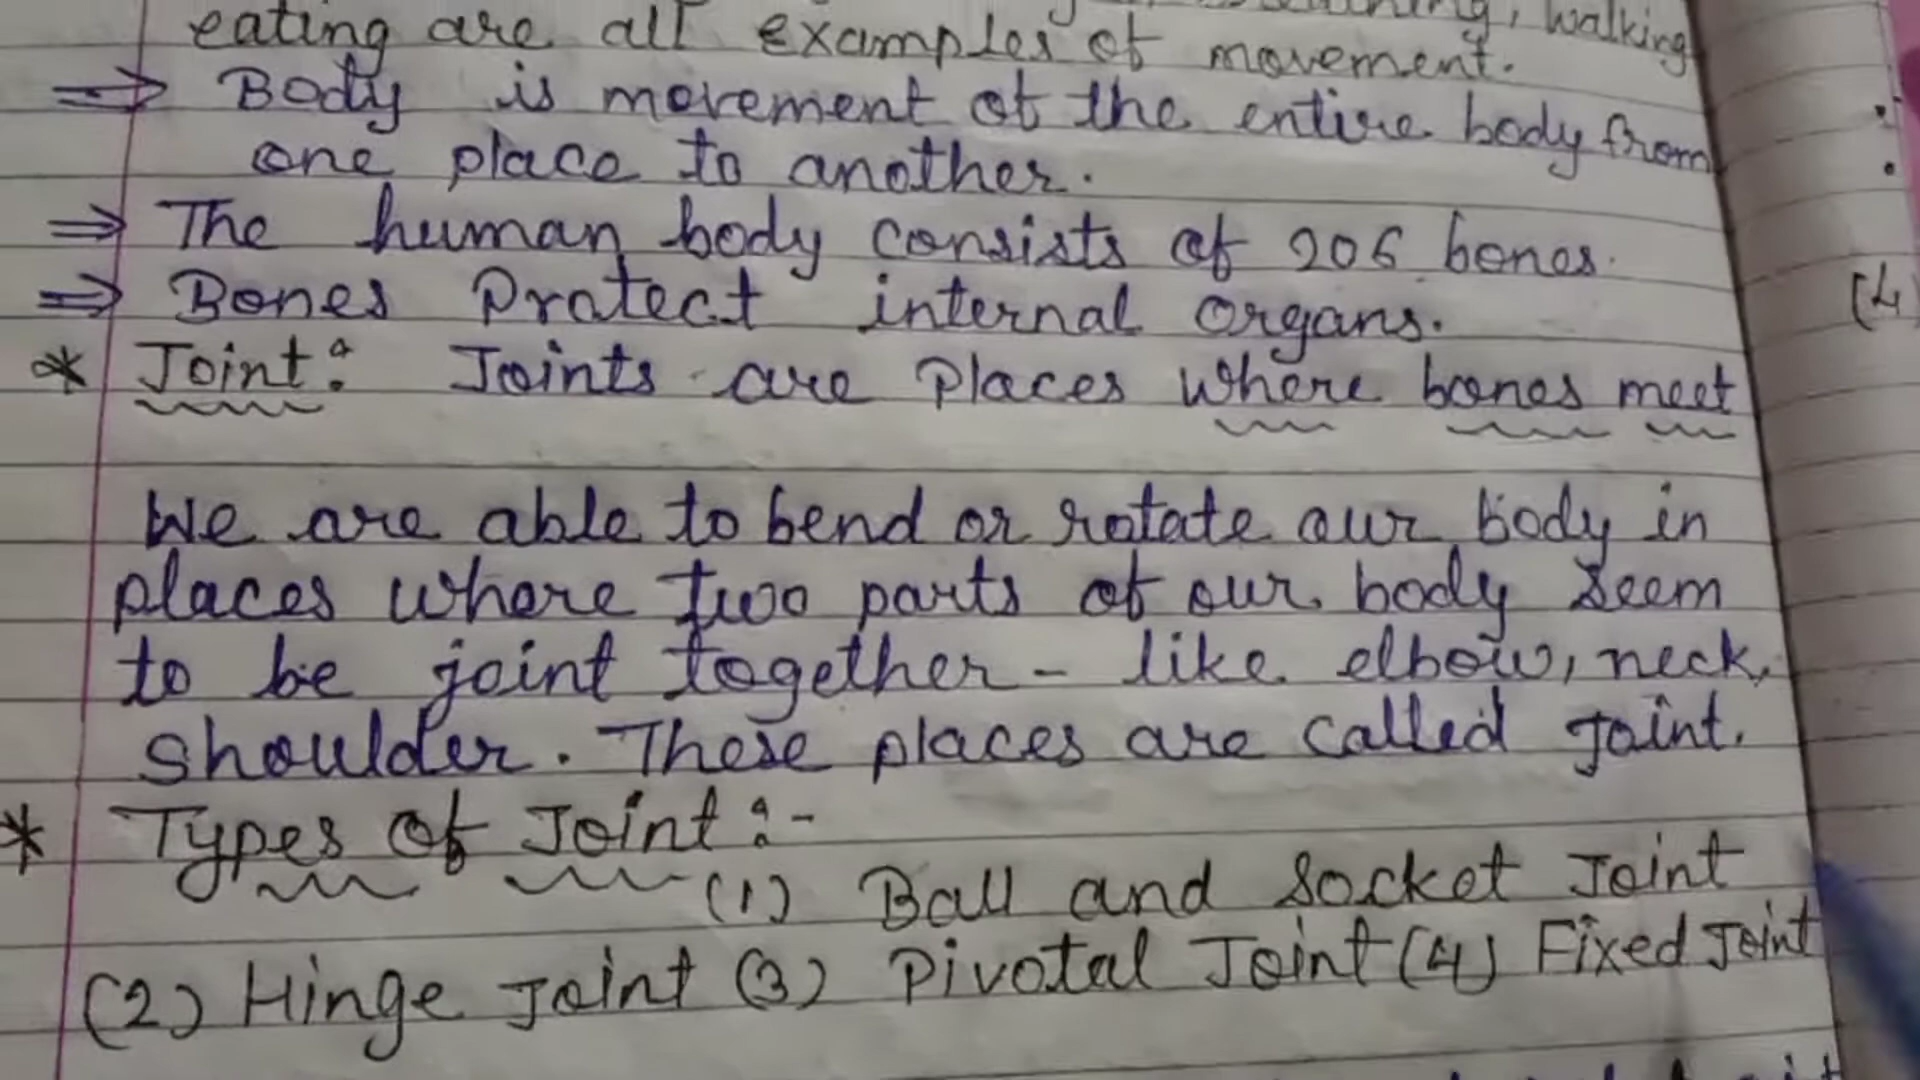 walking
eating are all examples of movement.
⇒ Body is movement of the entire body from
one place to another.
⇒ The human body consists of 206 bones.
⇒ Bones Protect internal organs.
* Joint: Joints are Places where bones meet
We are able to bend or rotate our body in
places where two parts of our body seem
to be joint together - like elbow, neck,
shoulder. These places are called Joint.
* Types of Joint :-
(1) Ball and Socket Joint
(2) Hinge Joint (3) Pivotal Joint (4) Fixed Joint
(4